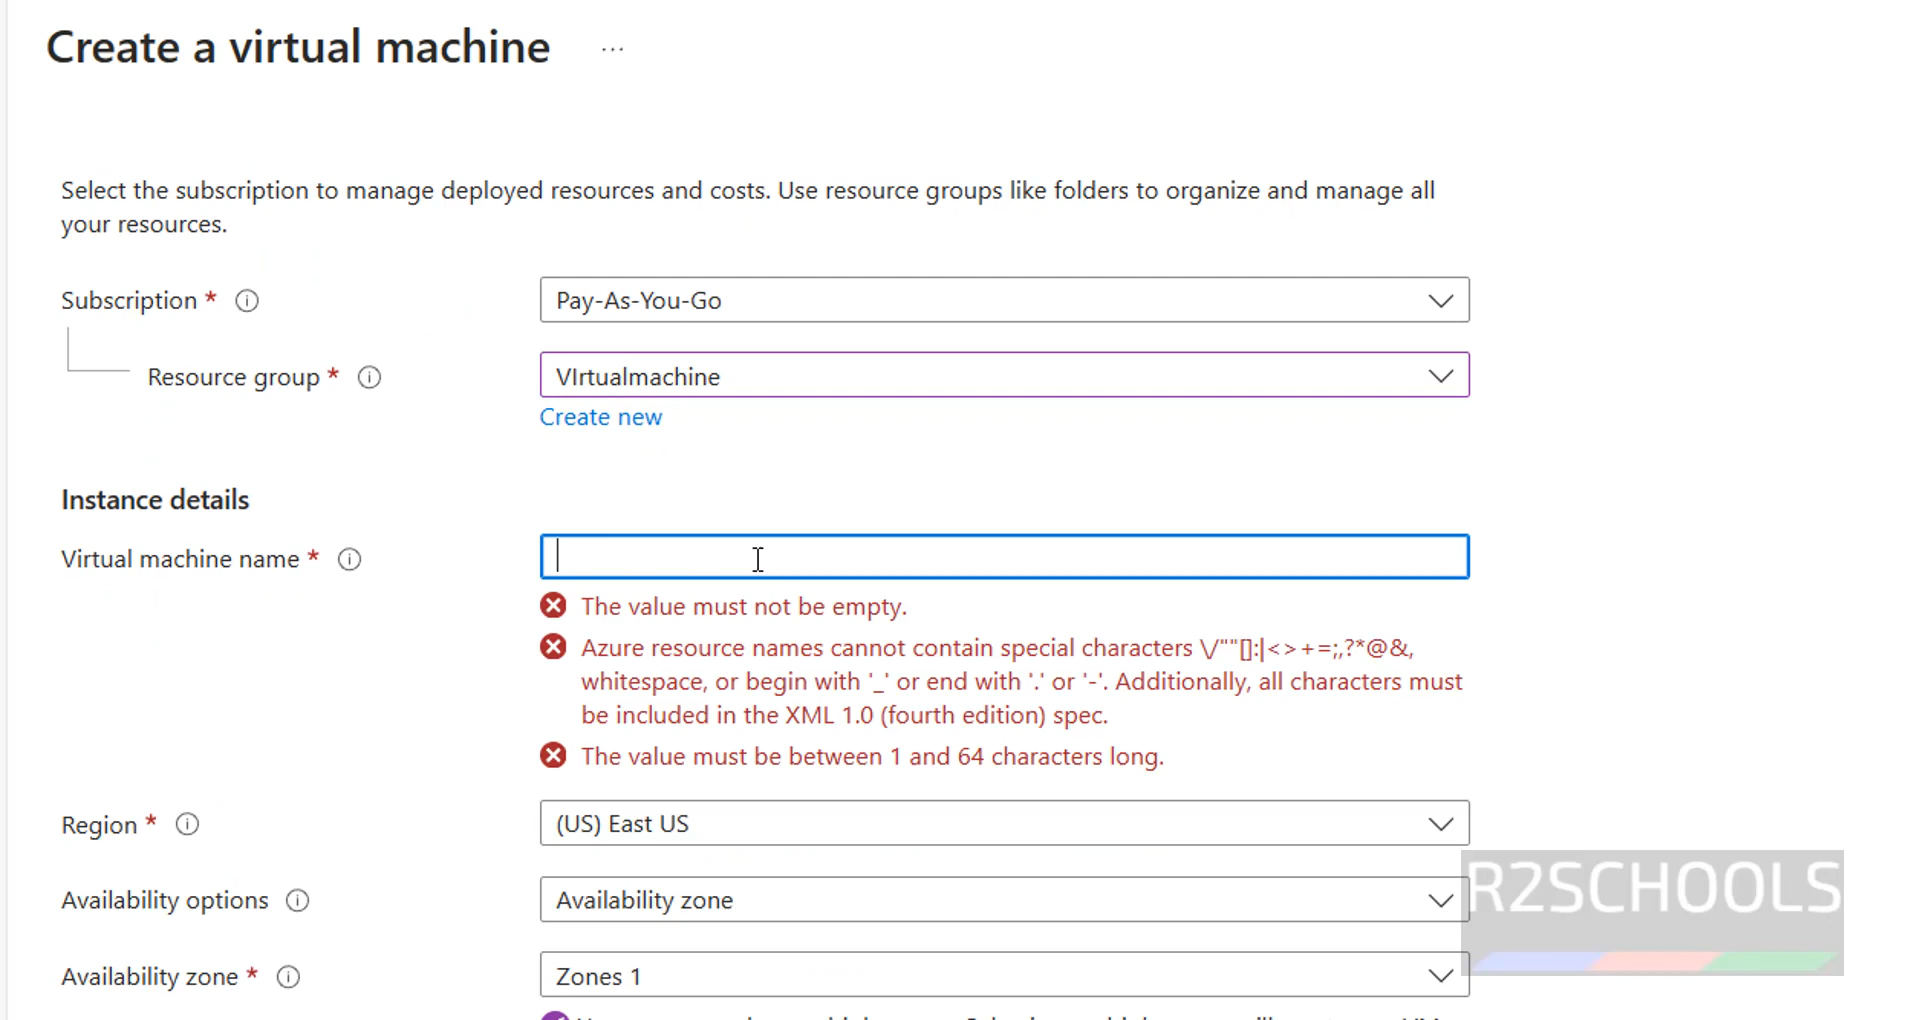 Create a virtual machine ...
Select the subscription to manage deployed resources and costs. Use resource groups like folders to organize and manage all
your resources.
Subscription * Pay-As-You-Go
Resource group * VIrtualmachine
Create new
Instance details
Virtual machine name *
The value must not be empty.
Azure resource names cannot contain special characters \/""[]:|<>+=;,?*@&,
whitespace, or begin with '_' or end with '.' or '-'. Additionally, all characters must
be included in the XML 1.0 (fourth edition) spec.
The value must be between 1 and 64 characters long.
Region * (US) East US
R2SCHOOLS
Availability options Availability zone
Availability zone * Zones 1